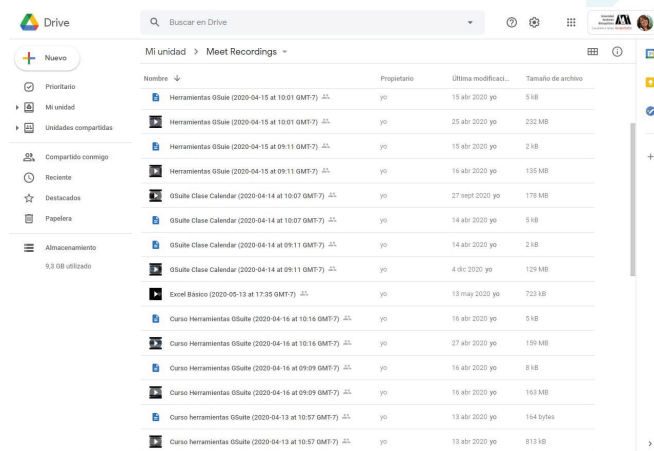 Drive
Buscar en Drive
Nuevo
Prioritario
Mi unidad
Unidades compartidas
Compartido conmigo
Reciente
Destacados
Papelera
Almacenamiento
9,3 GB utilizado
Mi unidad > Meet Recordings
Nombre Propietario Última modificaci... Tamaño de archivo
Herramientas GSuie (2020-04-15 at 10:01 GMT-7) yo 15 abr 2020 yo 5 kB
Herramientas GSuie (2020-04-15 at 10:01 GMT-7) yo 25 abr 2020 yo 232 MB
Herramientas GSuie (2020-04-15 at 09:11 GMT-7) yo 15 abr 2020 yo 2 kB
Herramientas GSuie (2020-04-15 at 09:11 GMT-7) yo 16 abr 2020 yo 135 MB
GSuite Clase Calendar (2020-04-14 at 10:07 GMT-7) yo 27 sept 2020 yo 178 MB
GSuite Clase Calendar (2020-04-14 at 10:07 GMT-7) yo 14 abr 2020 yo 5 kB
GSuite Clase Calendar (2020-04-14 at 09:11 GMT-7) yo 14 abr 2020 yo 2 kB
GSuite Clase Calendar (2020-04-14 at 09:11 GMT-7) yo 4 dic 2020 yo 129 MB
Excel Básico (2020-05-13 at 17:35 GMT-7) yo 13 may 2020 yo 723 kB
Curso Herramientas GSuite (2020-04-16 at 10:16 GMT-7) yo 16 abr 2020 yo 5 kB
Curso Herramientas GSuite (2020-04-16 at 10:16 GMT-7) yo 27 abr 2020 yo 159 MB
Curso Herramientas GSuite (2020-04-16 at 09:09 GMT-7) yo 16 abr 2020 yo 8 kB
Curso Herramientas GSuite (2020-04-16 at 09:09 GMT-7) yo 16 abr 2020 yo 163 MB
Curso herramientas GSuite (2020-04-13 at 10:57 GMT-7) yo 13 abr 2020 yo 164 bytes
Curso herramientas GSuite (2020-04-13 at 10:57 GMT-7) yo 13 abr 2020 yo 813 kB